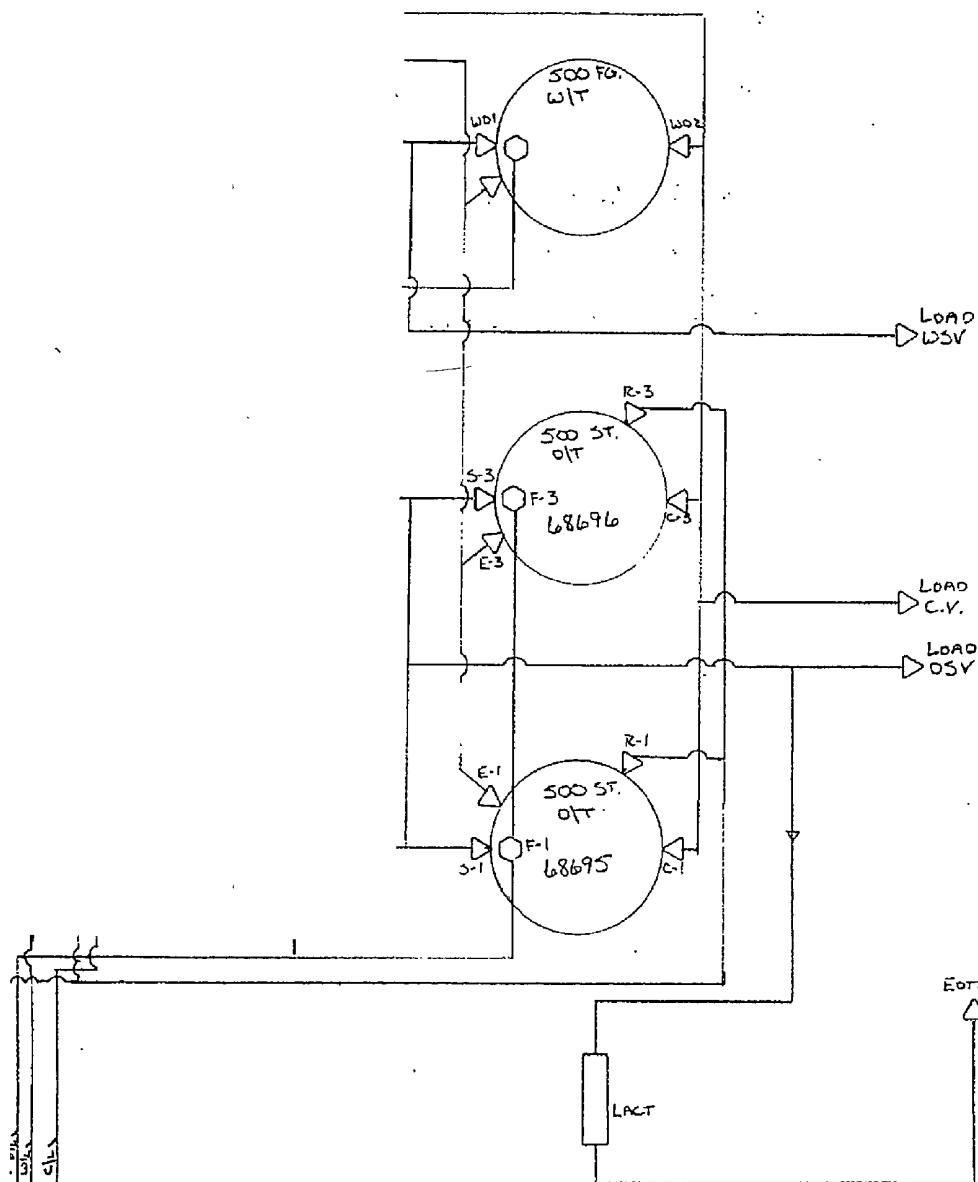 500 FG.
W/T
WD1
WD2
LOAD
WSV
R-3
500 ST.
O/T
S-3
F-3
C-3
68696
E-3
LOAD
C.V.
LOAD
OSV
R-1
E-1
500 ST.
O/T
F-1
S-1
C-1
68695
EOT
LACT
W/L
C/L